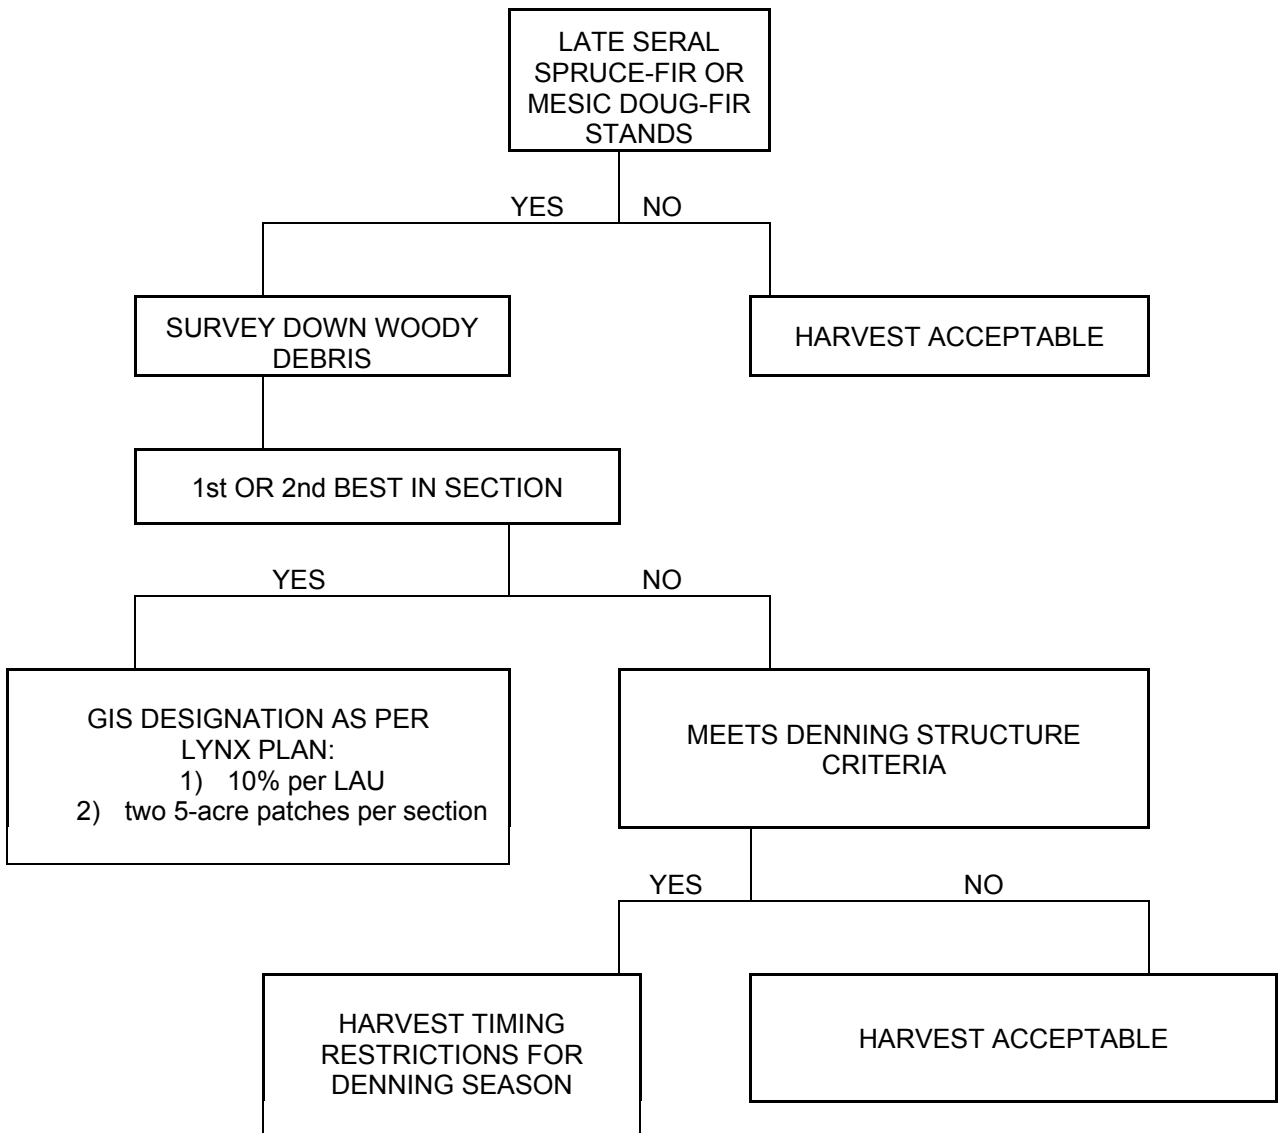 LATE SERAL
SPRUCE-FIR OR
MESIC DOUG-FIR
STANDS
YES
NO
SURVEY DOWN WOODY
DEBRIS
HARVEST ACCEPTABLE
1st OR 2nd BEST IN SECTION
YES
NO
GIS DESIGNATION AS PER
LYNX PLAN:
1) 10% per LAU
2) two 5-acre patches per section
MEETS DENNING STRUCTURE
CRITERIA
YES
NO
HARVEST TIMING
RESTRICTIONS FOR
DENNING SEASON
HARVEST ACCEPTABLE